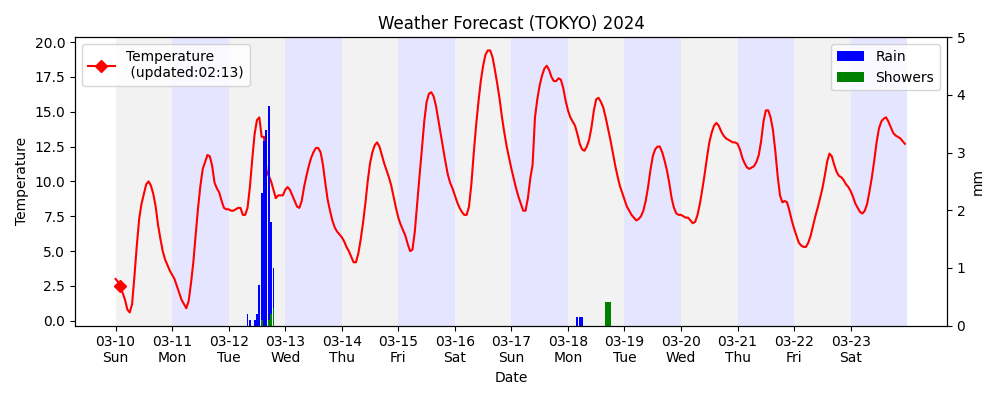 Weather Forecast (TOKYO) 2024
Temperature
(updated:02:13)
Rain
Showers
20.0
17.5
15.0
12.5
10.0
7.5
5.0
2.5
0.0
Temperature
5
4
3
2
1
0
mm
03-10 03-11 03-12 03-13 03-14 03-15 03-16 03-17 03-18 03-19 03-20 03-21 03-22 03-23
Sun Mon Tue Wed Thu Fri Sat Sun Mon Tue Wed Thu Fri Sat
Date